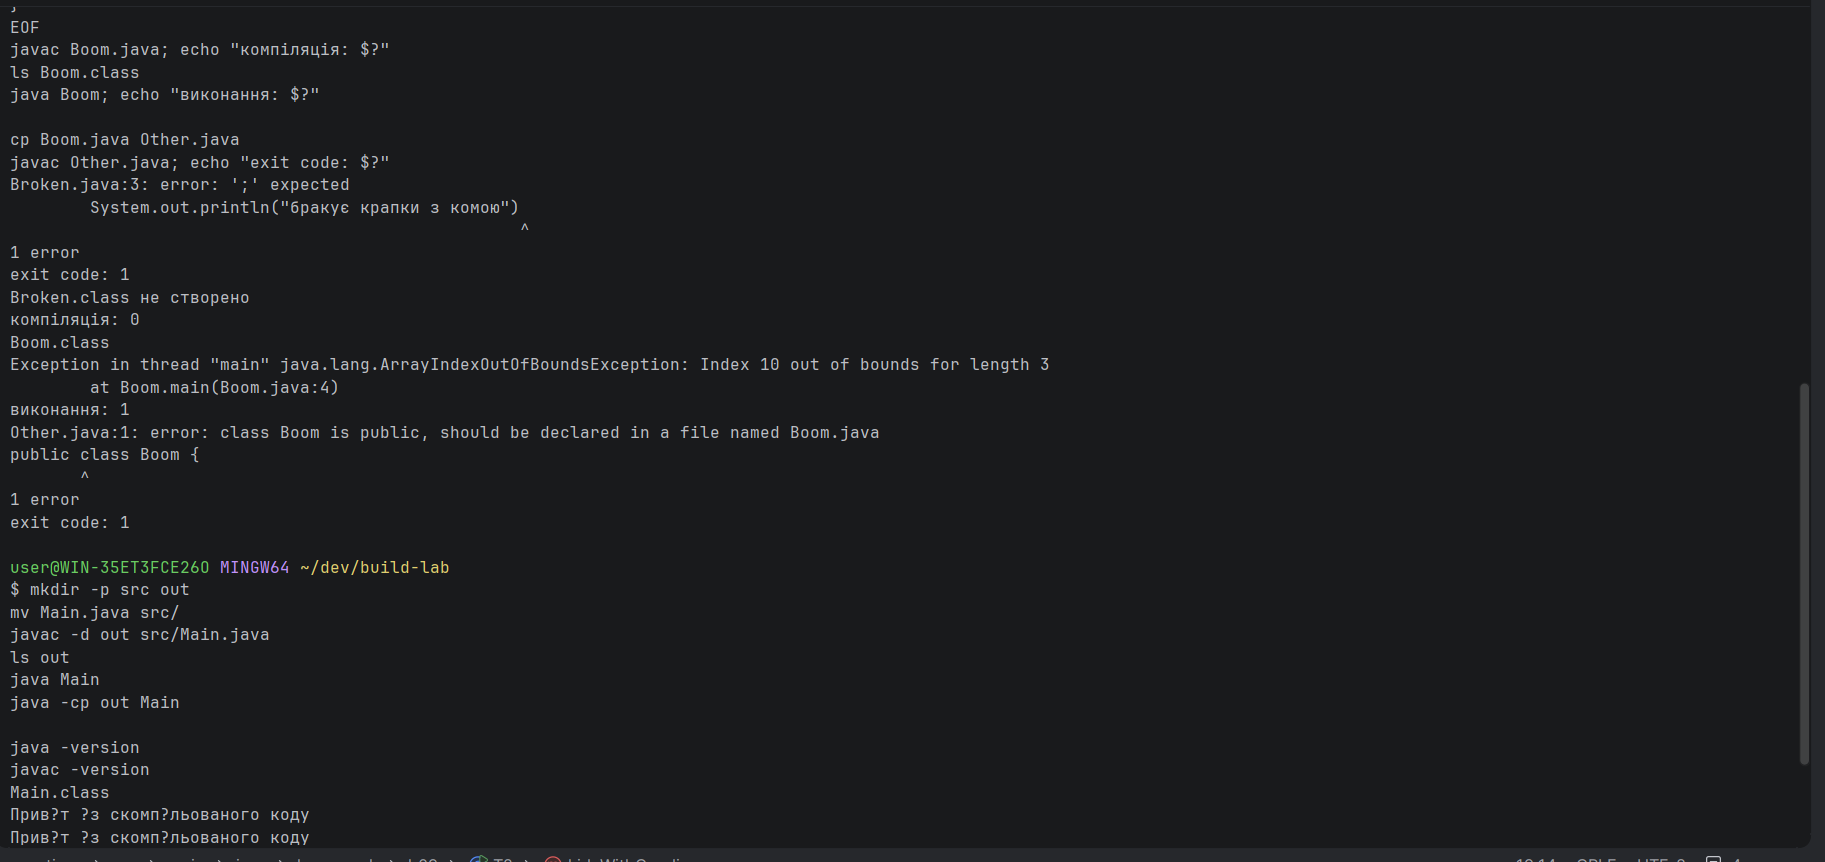 }
EOF
javac Boom.java; echo "компіляція: $?"
ls Boom.class
java Boom; echo "виконання: $?"
cp Boom.java Other.java
javac Other.java; echo "exit code: $?"
Broken.java:3: error: ';' expected
System.out.println("бракує крапки з комою")
^
1 error
exit code: 1
Broken.class не створено
компіляція: 0
Boom.class
Exception in thread "main" java.lang.ArrayIndexOutOfBoundsException: Index 10 out of bounds for length 3
at Boom.main(Boom.java:4)
виконання: 1
Other.java:1: error: class Boom is public, should be declared in a file named Boom.java
public class Boom {
^
1 error
exit code: 1
user@WIN-35ET3FCE26O MINGW64 ~/dev/build-lab
$ mkdir -p src out
mv Main.java src/
javac -d out src/Main.java
ls out
java Main
java -cp out Main
java -version
javac -version
Main.class
Прив?т ?з скомп?льованого коду
Прив?т ?з скомп?льованого коду